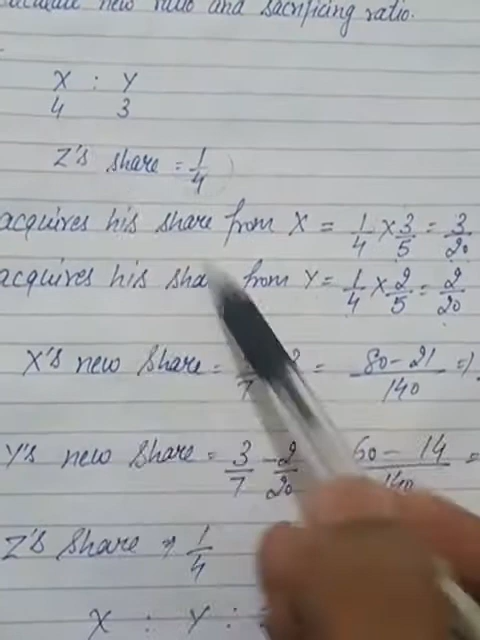 new ratio and sacrificing ratio.
X : Y
4 3
Z's share = 1/4
acquires his share from X = 1/4 × 3/5 = 3/20
acquires his share from Y = 1/4 × 2/5 = 2/20
X's new share = /7 = 80-21/140 =)
Y's new share = 3/7 - 2/20 60-14/140 =
Z's share → 1/4
X : Y :